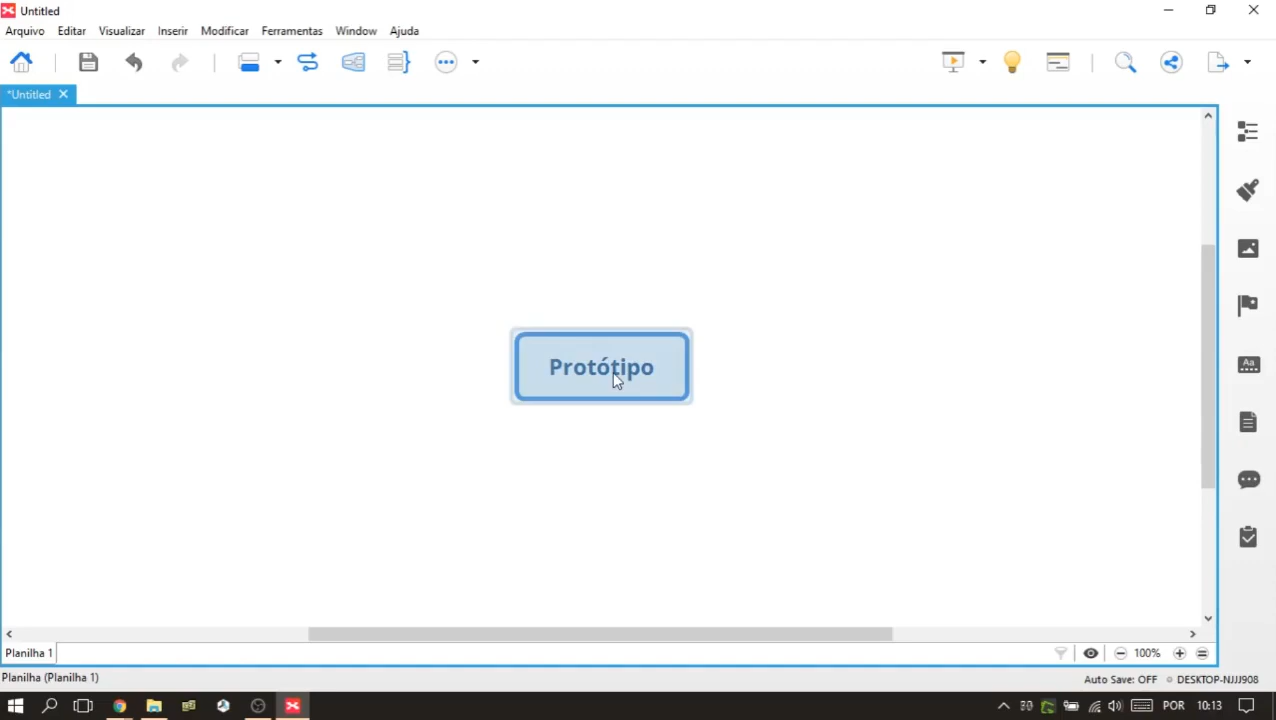 Untitled
Arquivo Editar Visualizar Inserir Modificar Ferramentas Window Ajuda
*Untitled
Protótipo
Aa
Planilha 1
100%
Planilha (Planilha 1)
Auto Save: OFF DESKTOP-NJJJ908
POR 10:13